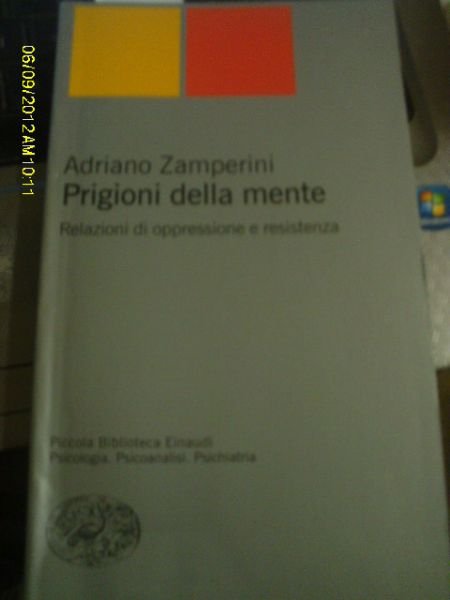 06/09/2012 AM 10:11
Adriano Zamperini
Prigioni della mente
Relazioni di oppressione e resistenza
Piccola Biblioteca Einaudi
Psicologia. Psicoanalisi. Psichiatria